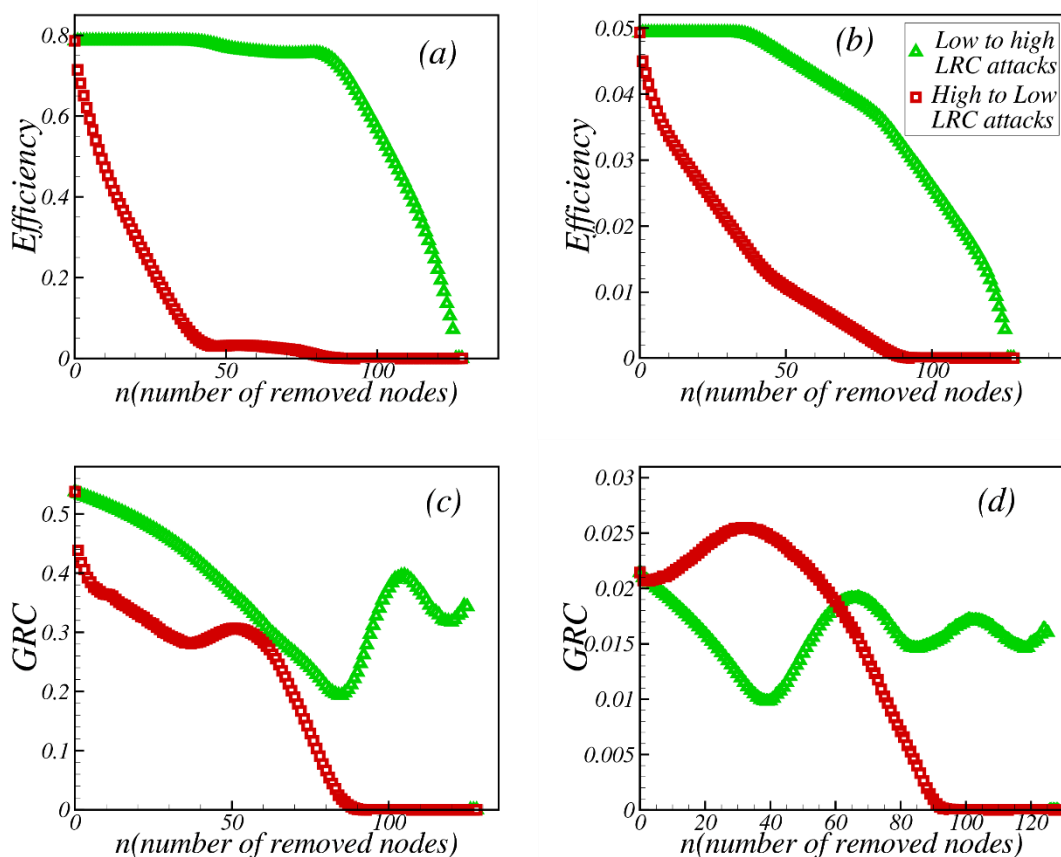 0.8
0.6
0.4
0.2
0
Efficiency
(a)
0
50
100
n(number of removed nodes)
0.05
0.04
0.03
0.02
0.01
0
Efficiency
(b)
Low to high
LRC attacks
High to Low
LRC attacks
0
50
100
n(number of removed nodes)
0.5
0.4
0.3
0.2
0.1
0
GRC
(c)
0
50
100
n(number of removed nodes)
0.03
0.025
0.02
0.015
0.01
0.005
0
GRC
(d)
0
20
40
60
80
100
120
n(number of removed nodes)